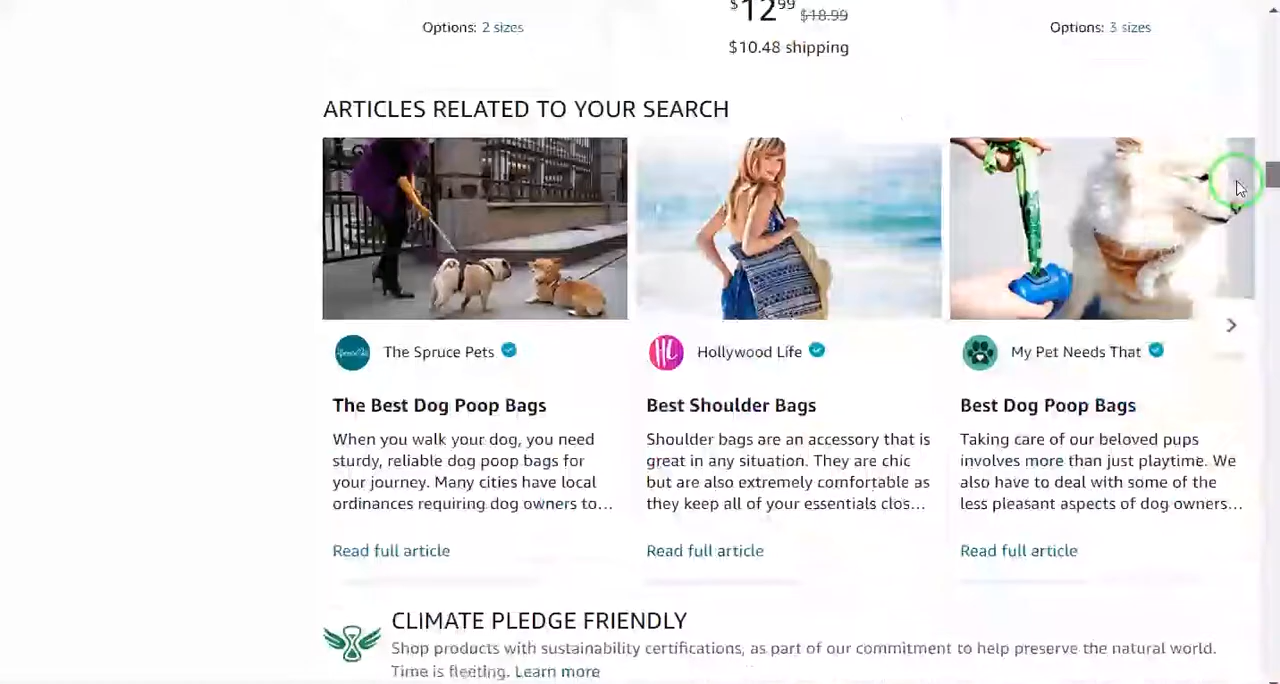 Options: 2 sizes
$12.99 $18.99
Options: 3 sizes
$10.48 shipping
ARTICLES RELATED TO YOUR SEARCH
The Spruce Pets
Hollywood Life
My Pet Needs That
The Best Dog Poop Bags
When you walk your dog, you need
sturdy, reliable dog poop bags for
your journey. Many cities have local
ordinances requiring dog owners to...
Read full article
Best Shoulder Bags
Shoulder bags are an accessory that is
great in any situation. They are chic
but are also extremely comfortable as
they keep all of your essentials clos...
Read full article
Best Dog Poop Bags
Taking care of our beloved pups
involves more than just playtime. We
also have to deal with some of the
less pleasant aspects of dog owners...
Read full article
CLIMATE PLEDGE FRIENDLY
Shop products with sustainability certifications, as part of our commitment to help preserve the natural world.
Time is fleeting. Learn more